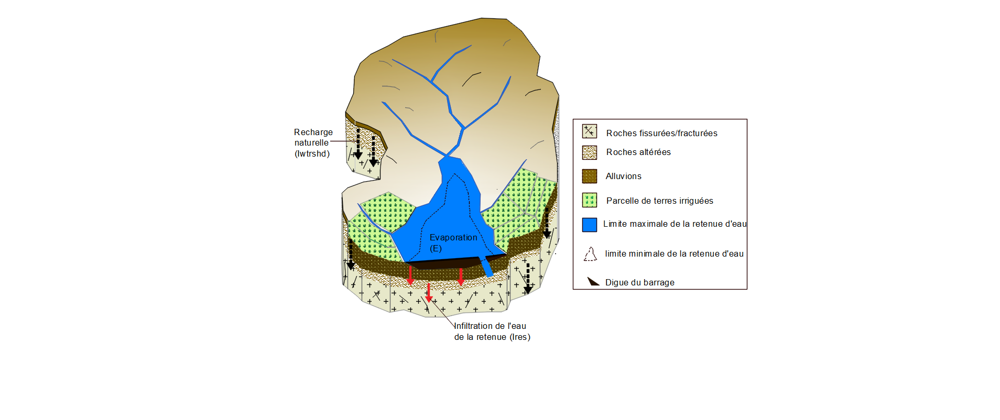 Recharge
naturelle
(Iwtrshd)
Evaporation
(E)
Infiltration de l'eau
de la retenue (Ires)
Roches fissurées/fracturées
Roches altérées
Alluvions
Parcelle de terres irriguées
Limite maximale de la retenue d'eau
limite minimale de la retenue d'eau
Digue du barrage